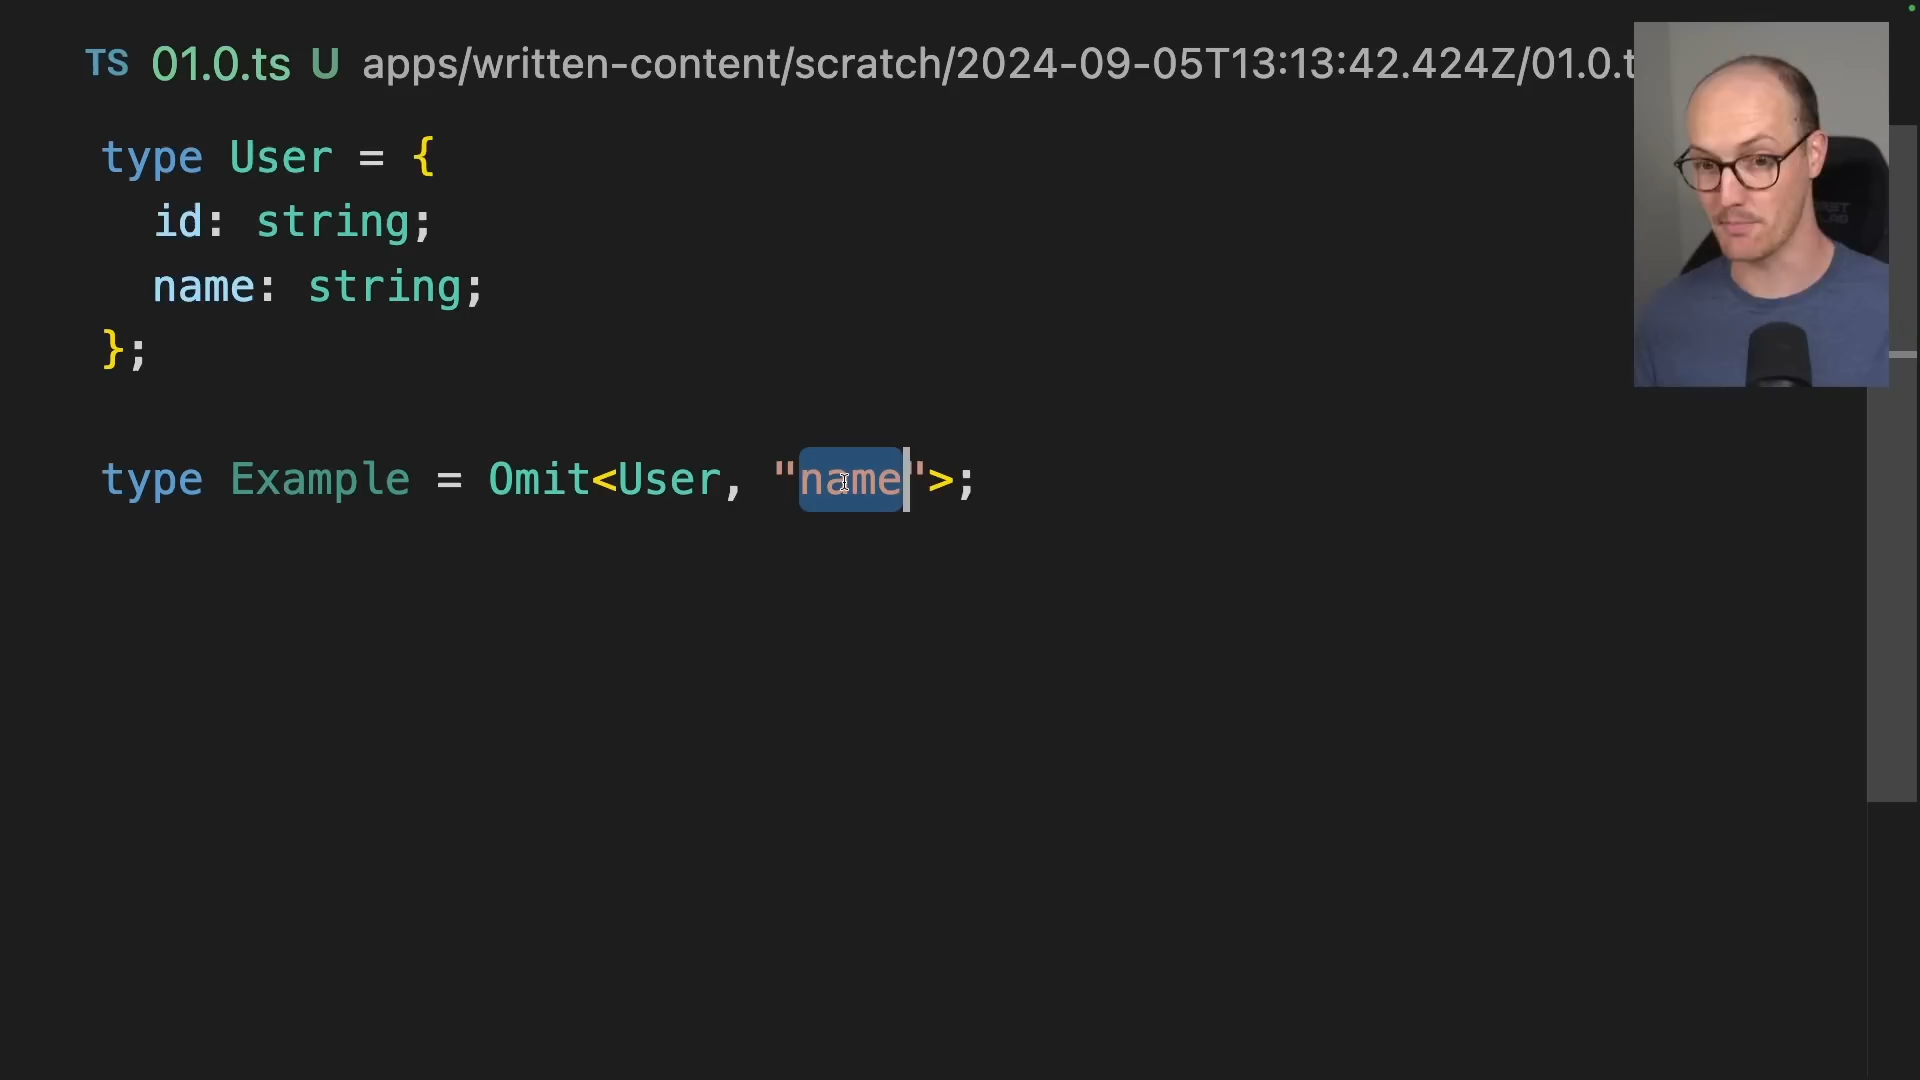 TS 01.0.ts U apps/written-content/scratch/2024-09-05T13:13:42.424Z/01.0.t
type User = {
  id: string;
  name: string;
};
type Example = Omit<User, "name">;